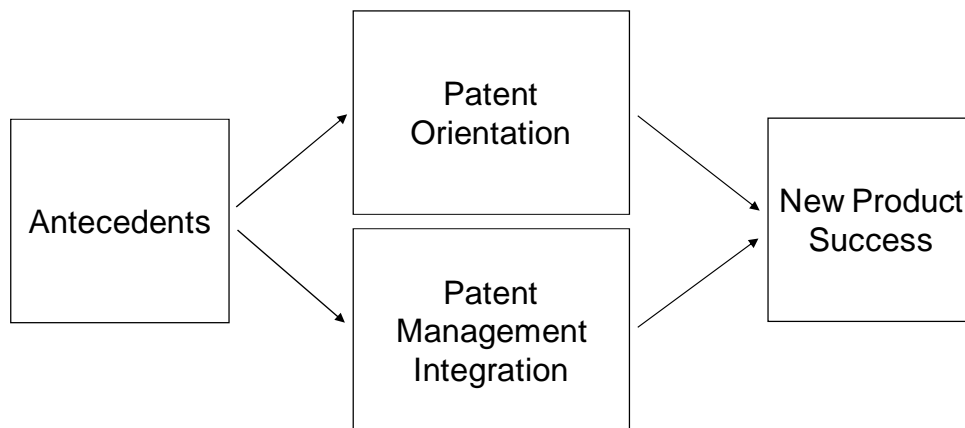 Antecedents
Patent
Orientation
Patent
Management
Integration
New Product
Success